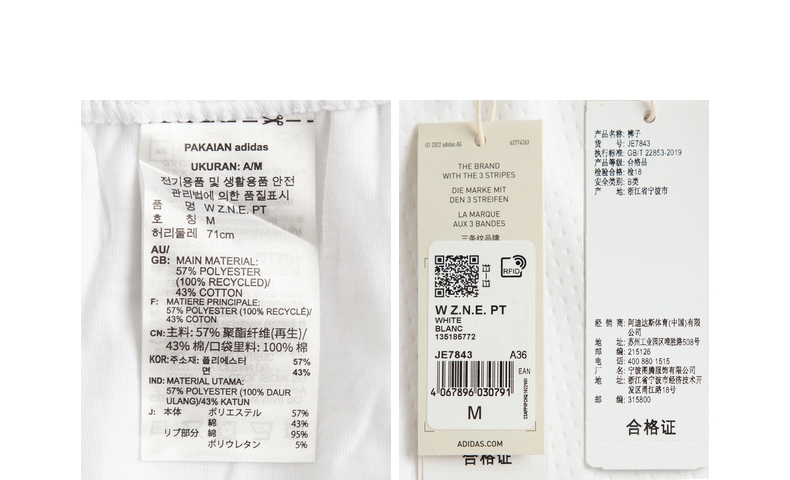 PAKAIAN adidas
UKURAN: A/M
전기용품 및 생활용품 안전
관리법에 의한 품질표시
품 명 W Z.N.E. PT
호 칭 M
허리둘레 71cm
AU/
GB: MAIN MATERIAL:
57% POLYESTER
(100% RECYCLED)/
43% COTTON
F: MATIERE PRINCIPALE:
57% POLYESTER (100% RECYCLÉ)/
43% COTON
CN: 主料: 57% 聚酯纤维(再生)/
43% 棉/口袋里料: 100% 棉
KOR: 주소재: 폴리에스터 57%
면 43%
IND: MATERIAL UTAMA:
57% POLYESTER (100% DAUR
ULANG)/43% KATUN
J: 本体 ポリエステル 57%
綿 43%
リブ部分 綿 95%
ポリウレタン 5%
© 2022 adidas AG 62774263
THE BRAND
WITH THE 3 STRIPES
DIE MARKE MIT
DEN 3 STREIFEN
LA MARQUE
AUX 3 BANDES
三条纹品牌
RFID
W Z.N.E. PT
WHITE
BLANC
135185772
JE7843 A36
EAN
4 067896 030791
M
ADIDAS.COM
合格证
产品名称: 裤子
货 号: JE7843
执行标准: GB/T 22853-2019
产品等级: 合格品
检验合格: 检18
安全类别: B类
产 地: 浙江省宁波市
经 销 商: 阿迪达斯体育(中国)有限
公司
地 址: 苏州工业园区唯胜路508号
邮 编: 215126
电 话: 400 880 1515
厂 名: 宁波甬腾服饰有限公司
地 址: 浙江省宁波市经济技术开
发区甬江路18号
邮 编: 315800
合格证